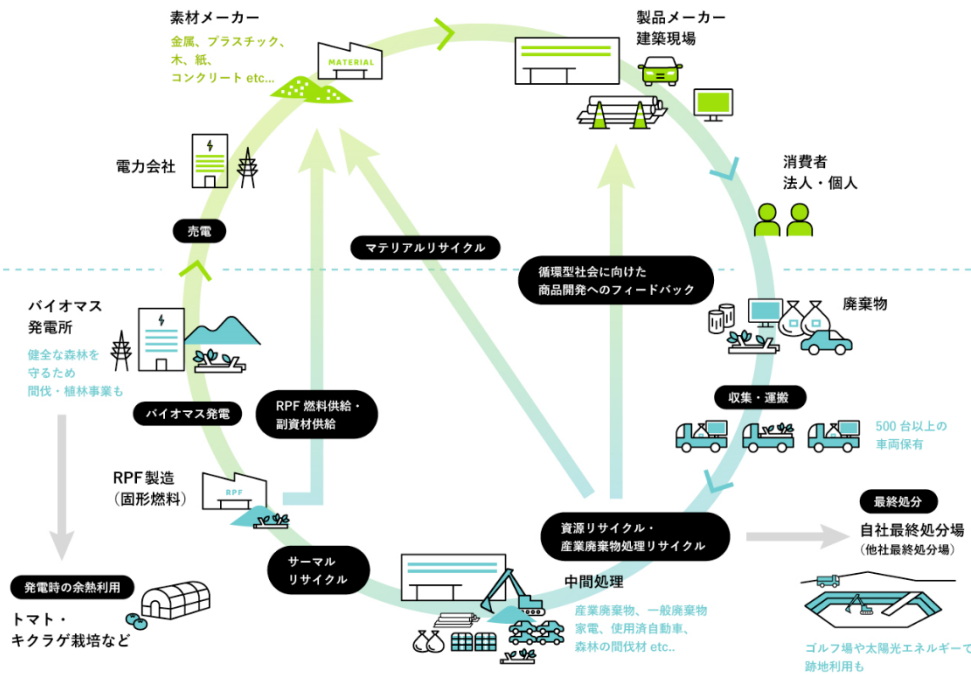 素材メーカー
金属、プラスチック、
木、紙、
コンクリート etc...
MATERIAL
製品メーカー
建築現場
消費者
法人・個人
電力会社
売電
マテリアルリサイクル
循環型社会に向けた
商品開発へのフィードバック
バイオマス
発電所
健全な森林を
守るため
間伐・植林事業も
廃棄物
収集・運搬
500 台以上の
車両保有
バイオマス発電
RPF 燃料供給・
副資材供給
RPF 製造
（固形燃料）
RPF
サーマル
リサイクル
資源リサイクル・
産業廃棄物処理リサイクル
中間処理
産業廃棄物、一般廃棄物
家電、使用済自動車、
森林の間伐材 etc..
最終処分
自社最終処分場
（他社最終処分場）
ゴルフ場や太陽光エネルギーで
跡地利用も
発電時の余熱利用
トマト・
キクラゲ栽培など